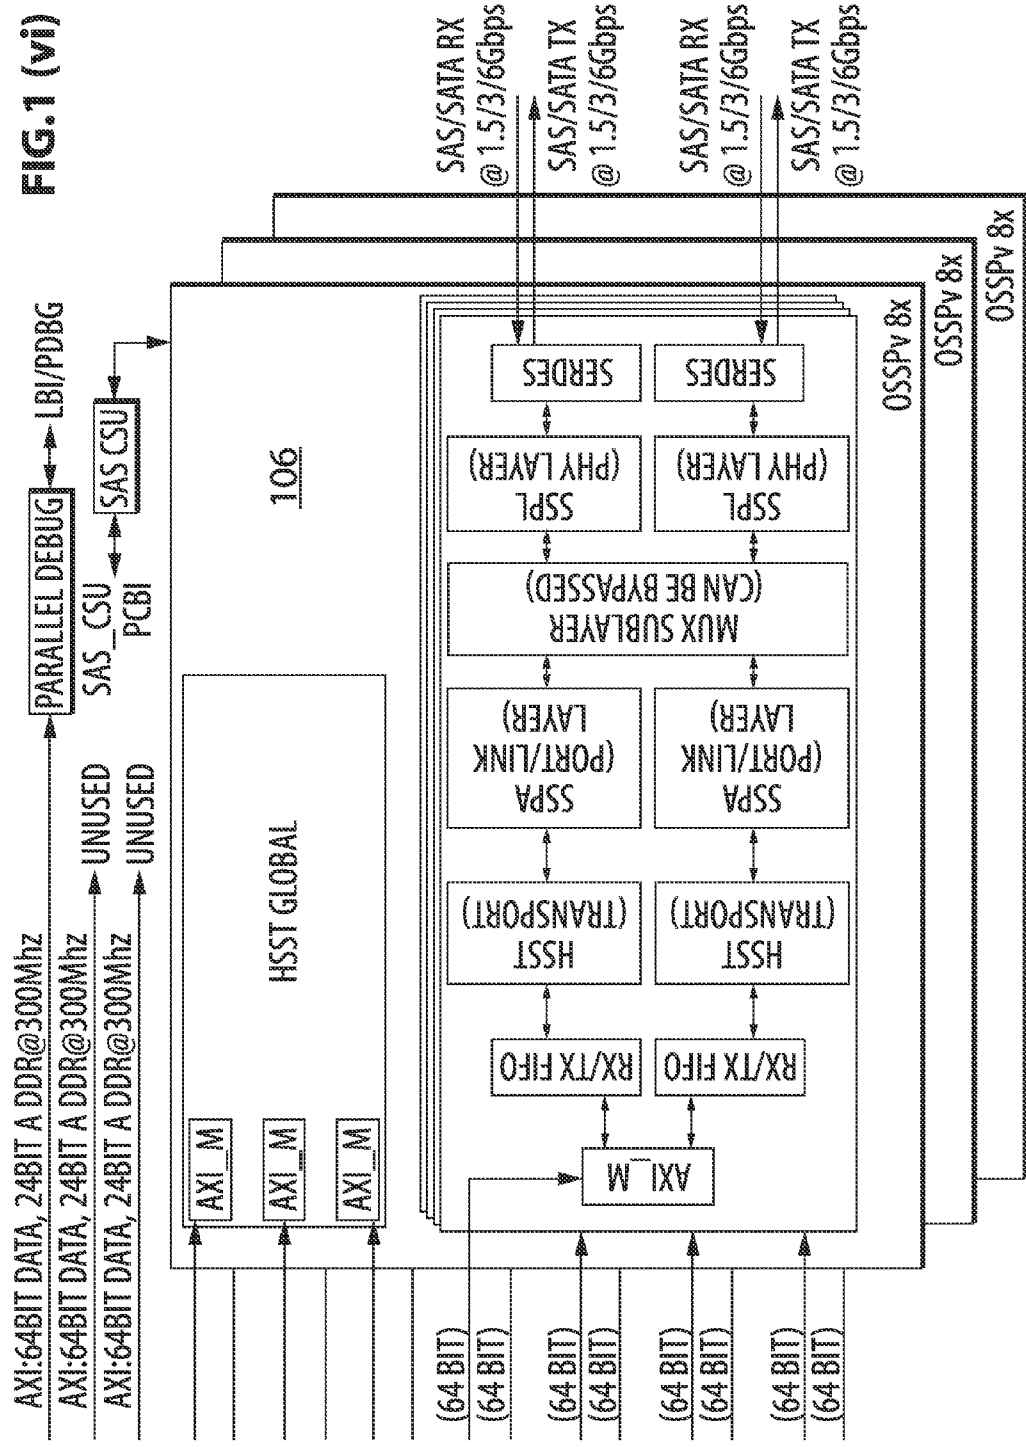 FIG.1 (vi)
AXI:64BIT DATA, 24BIT A DDR@300Mhz
AXI:64BIT DATA, 24BIT A DDR@300Mhz
AXI:64BIT DATA, 24BIT A DDR@300Mhz
PARALLEL DEBUG
LBI/PDBG
UNUSED
UNUSED
SAS_CSU
PCBI
SAS CSU
106
HSST GLOBAL
AXI_M
AXI_M
AXI_M
AXI_M
RX/TX FIFO
HSST
(TRANSPORT)
SSPA
(PORT/LINK
LAYER)
MUX SUBLAYER
(CAN BE BYPASSED)
SSPL
(PHY LAYER)
SERDES
RX/TX FIFO
HSST
(TRANSPORT)
SSPA
(PORT/LINK
LAYER)
SSPL
(PHY LAYER)
SERDES
SAS/SATA RX
@ 1.5/3/6Gbps
SAS/SATA TX
@ 1.5/3/6Gbps
SAS/SATA RX
@ 1.5/3/6Gbps
SAS/SATA TX
@ 1.5/3/6Gbps
OSSPv 8x
OSSPv 8x
OSSPv 8x
(64 BIT)
(64 BIT)
(64 BIT)
(64 BIT)
(64 BIT)
(64 BIT)
(64 BIT)
(64 BIT)